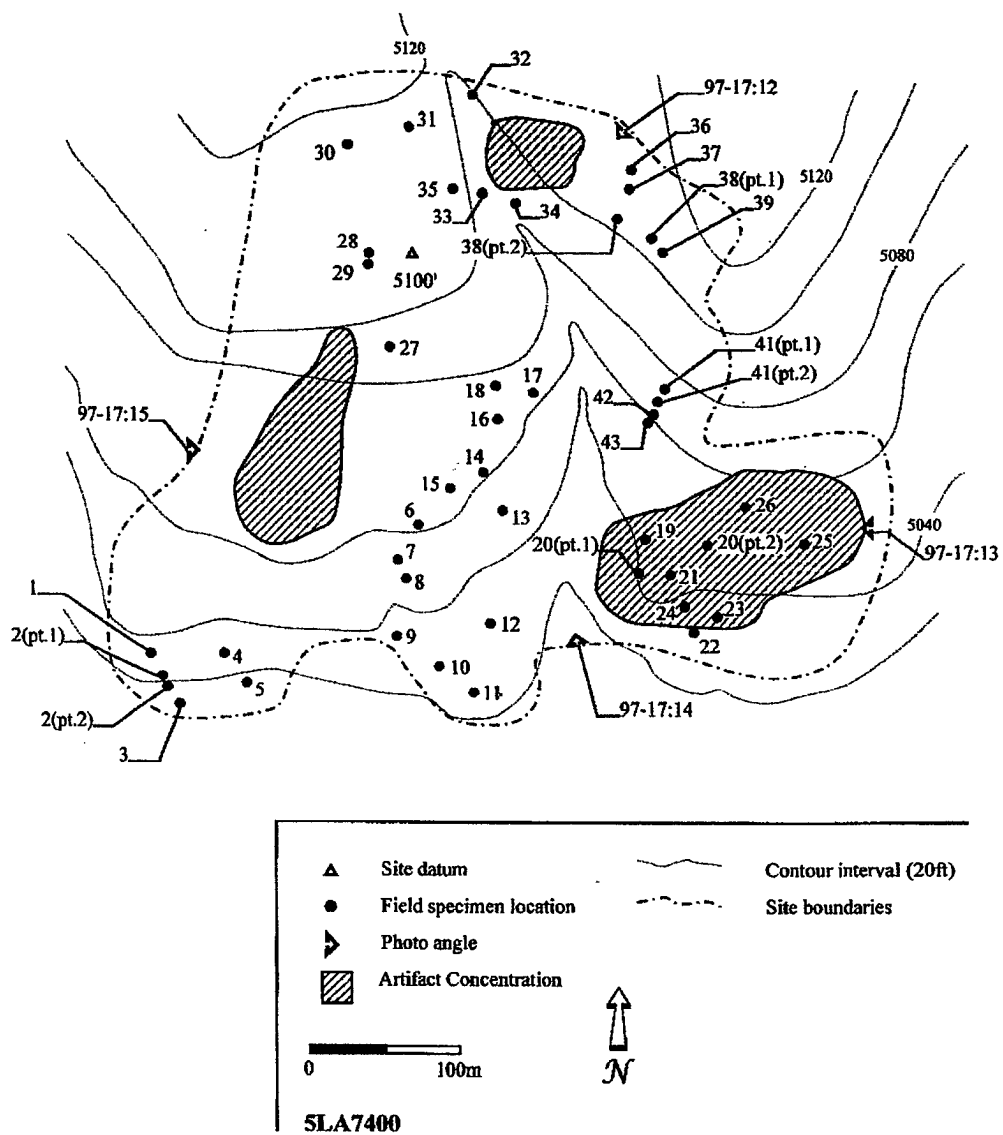 5120
32
97-17:12
31
30
36
37
38(pt.1)
5120
39
35
33
34
38(pt.2)
28
29
5100'
5080
27
41(pt.1)
41(pt.2)
18
17
42
16
43
97-17:15
14
15
26
6
13
5040
19
20(pt.1)
20(pt.2)
25
97-17:13
7
8
21
24
23
22
1
12
9
2(pt.1)
4
10
5
11
2(pt.2)
97-17:14
3
Site datum
Contour interval (20ft)
Field specimen location
Site boundaries
Photo angle
Artifact Concentration
0 100m
N
5LA7400